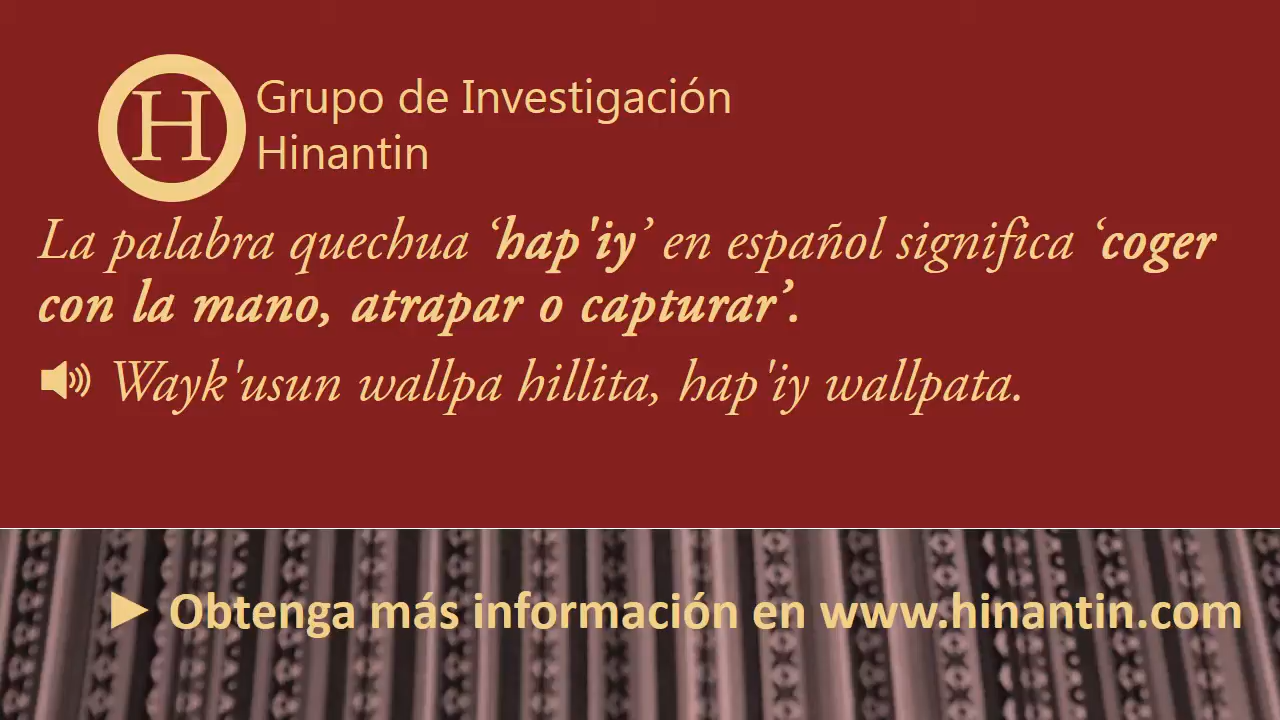 H
Grupo de Investigación
Hinantin
La palabra quechua ‘hap'iy’ en español significa ‘coger
con la mano, atrapar o capturar’.
Wayk'usun wallpa hillita, hap'iy wallpata.
Obtenga más información en www.hinantin.com